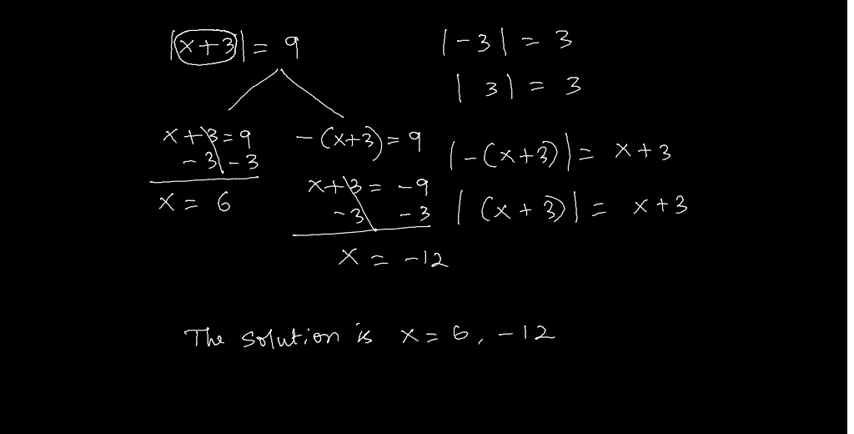 |x+3| = 9
x+3=9
-3 -3
x = 6
-(x+3)=9
x+3 = -9
-3 -3
x = -12
|-3| = 3
|3| = 3
|-(x+3)| = x+3
|(x+3)| = x+3
The solution is x = 6, -12